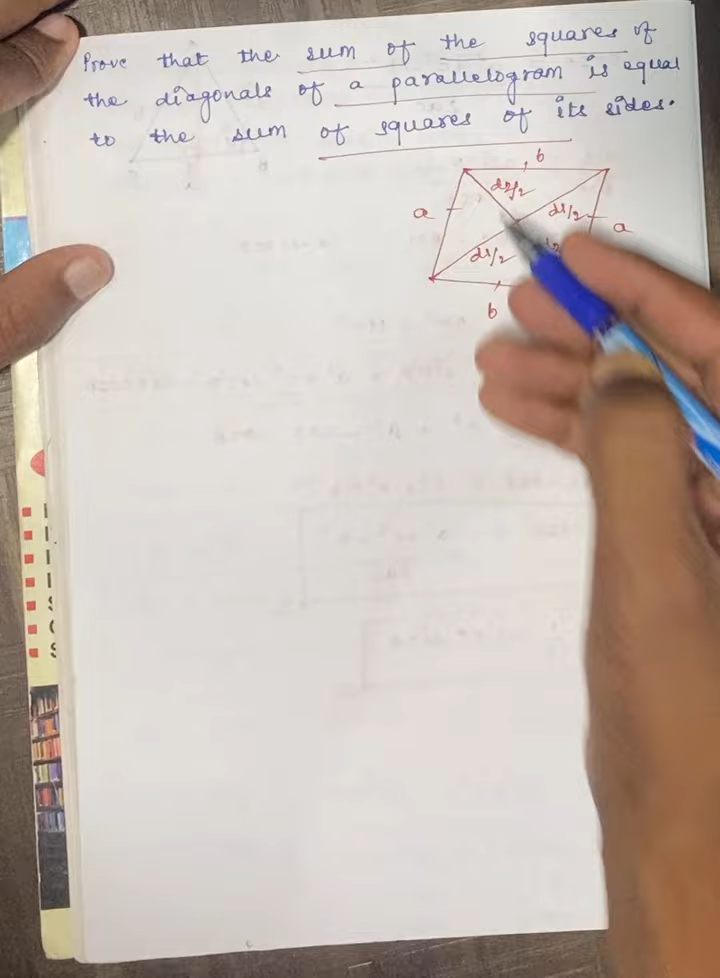 Prove that the sum of the squares of
the diagonals of a parallelogram is equal
to the sum of squares of its sides.
b
d2/2
a
d1/2
a
d1/2
b